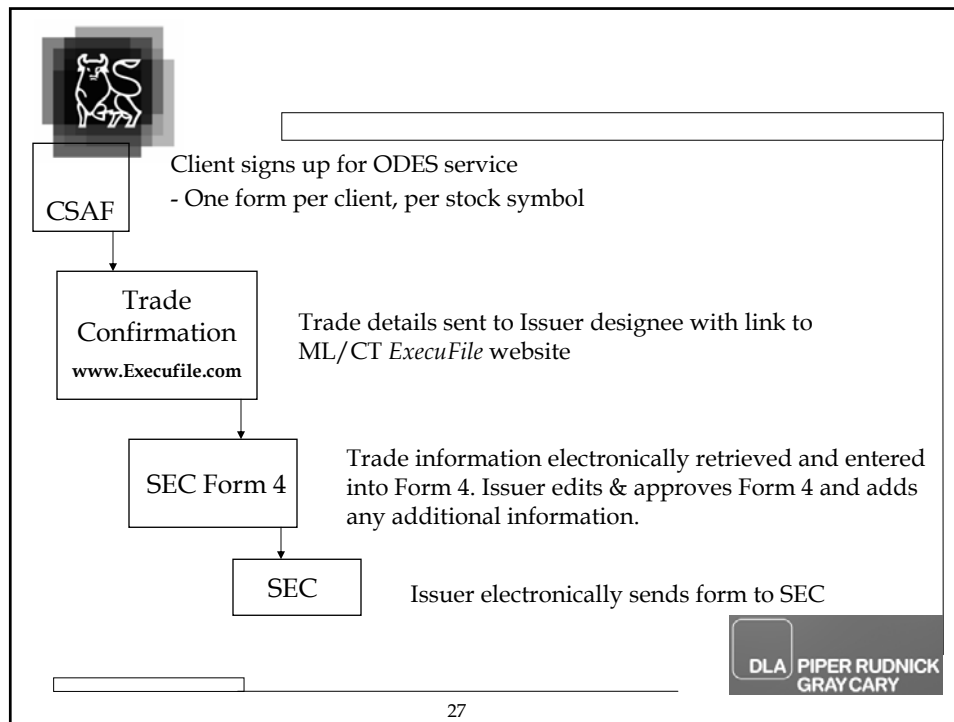 Client signs up for ODES service
- One form per client, per stock symbol
CSAF
Trade
Confirmation
www.Execufile.com
Trade details sent to Issuer designee with link to
ML/CT ExecuFile website
SEC Form 4
Trade information electronically retrieved and entered
into Form 4. Issuer edits & approves Form 4 and adds
any additional information.
SEC
Issuer electronically sends form to SEC
DLA PIPER RUDNICK
GRAY CARY
27